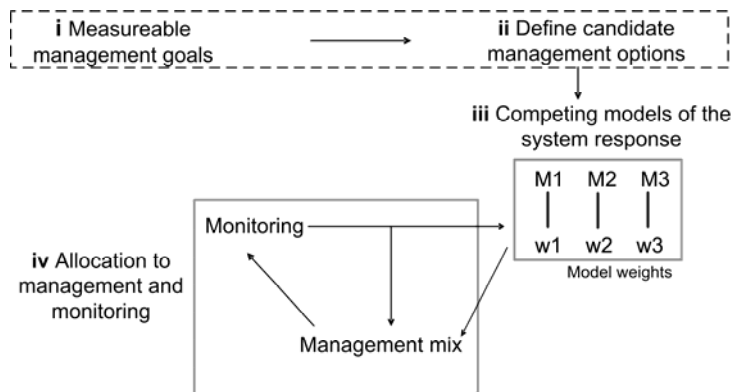 i Measureable
management goals
ii Define candidate
management options
iii Competing models of the
system response
M1 M2 M3
w1 w2 w3
Model weights
iv Allocation to
management and
monitoring
Monitoring
Management mix